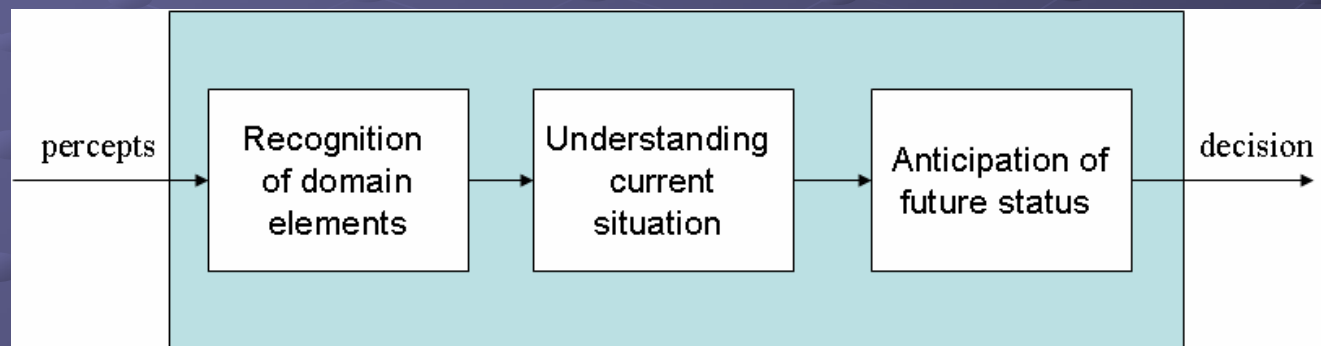 percepts
Recognition
of domain
elements
Understanding
current
situation
Anticipation of
future status
decision